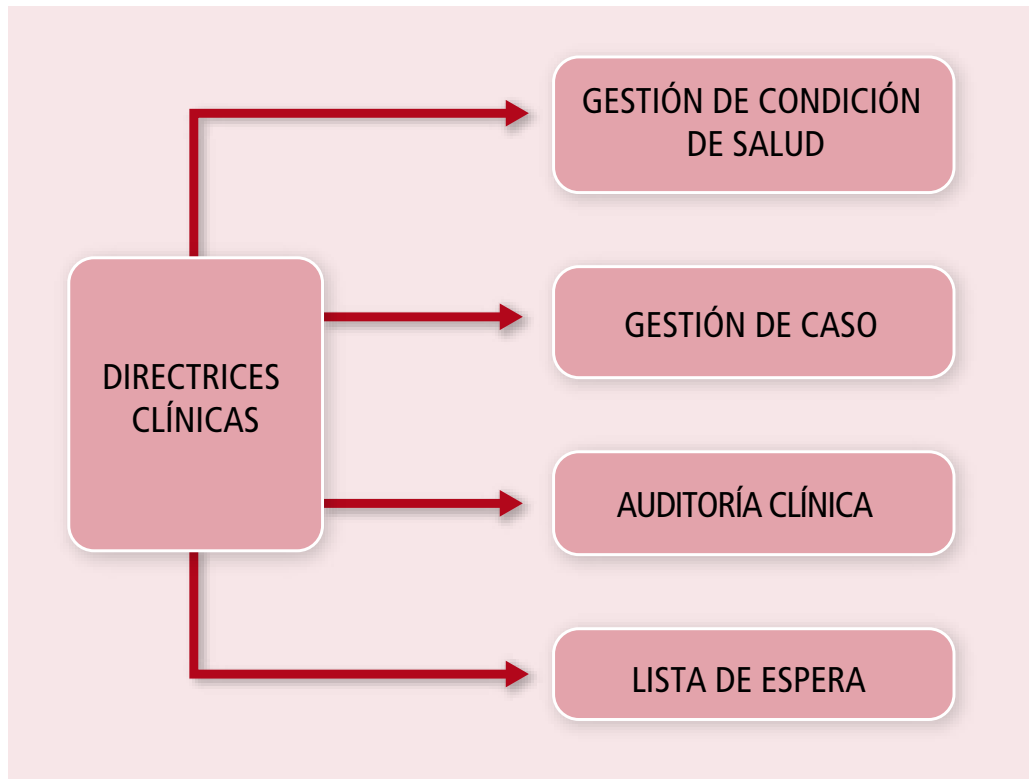 GESTIÓN DE CONDICIÓN
DE SALUD
GESTIÓN DE CASO
DIRECTRICES
CLÍNICAS
AUDITORÍA CLÍNICA
LISTA DE ESPERA